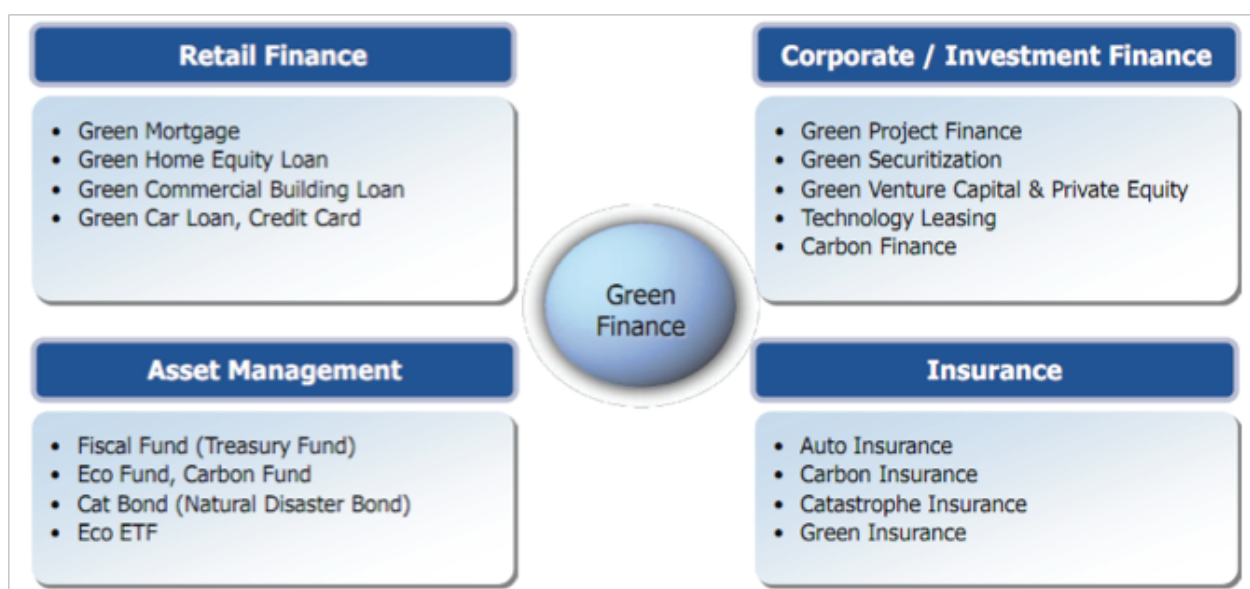 Retail Finance
• Green Mortgage
• Green Home Equity Loan
• Green Commercial Building Loan
• Green Car Loan, Credit Card
Corporate / Investment Finance
• Green Project Finance
• Green Securitization
• Green Venture Capital & Private Equity
• Technology Leasing
• Carbon Finance
Green
Finance
Asset Management
• Fiscal Fund (Treasury Fund)
• Eco Fund, Carbon Fund
• Cat Bond (Natural Disaster Bond)
• Eco ETF
Insurance
• Auto Insurance
• Carbon Insurance
• Catastrophe Insurance
• Green Insurance